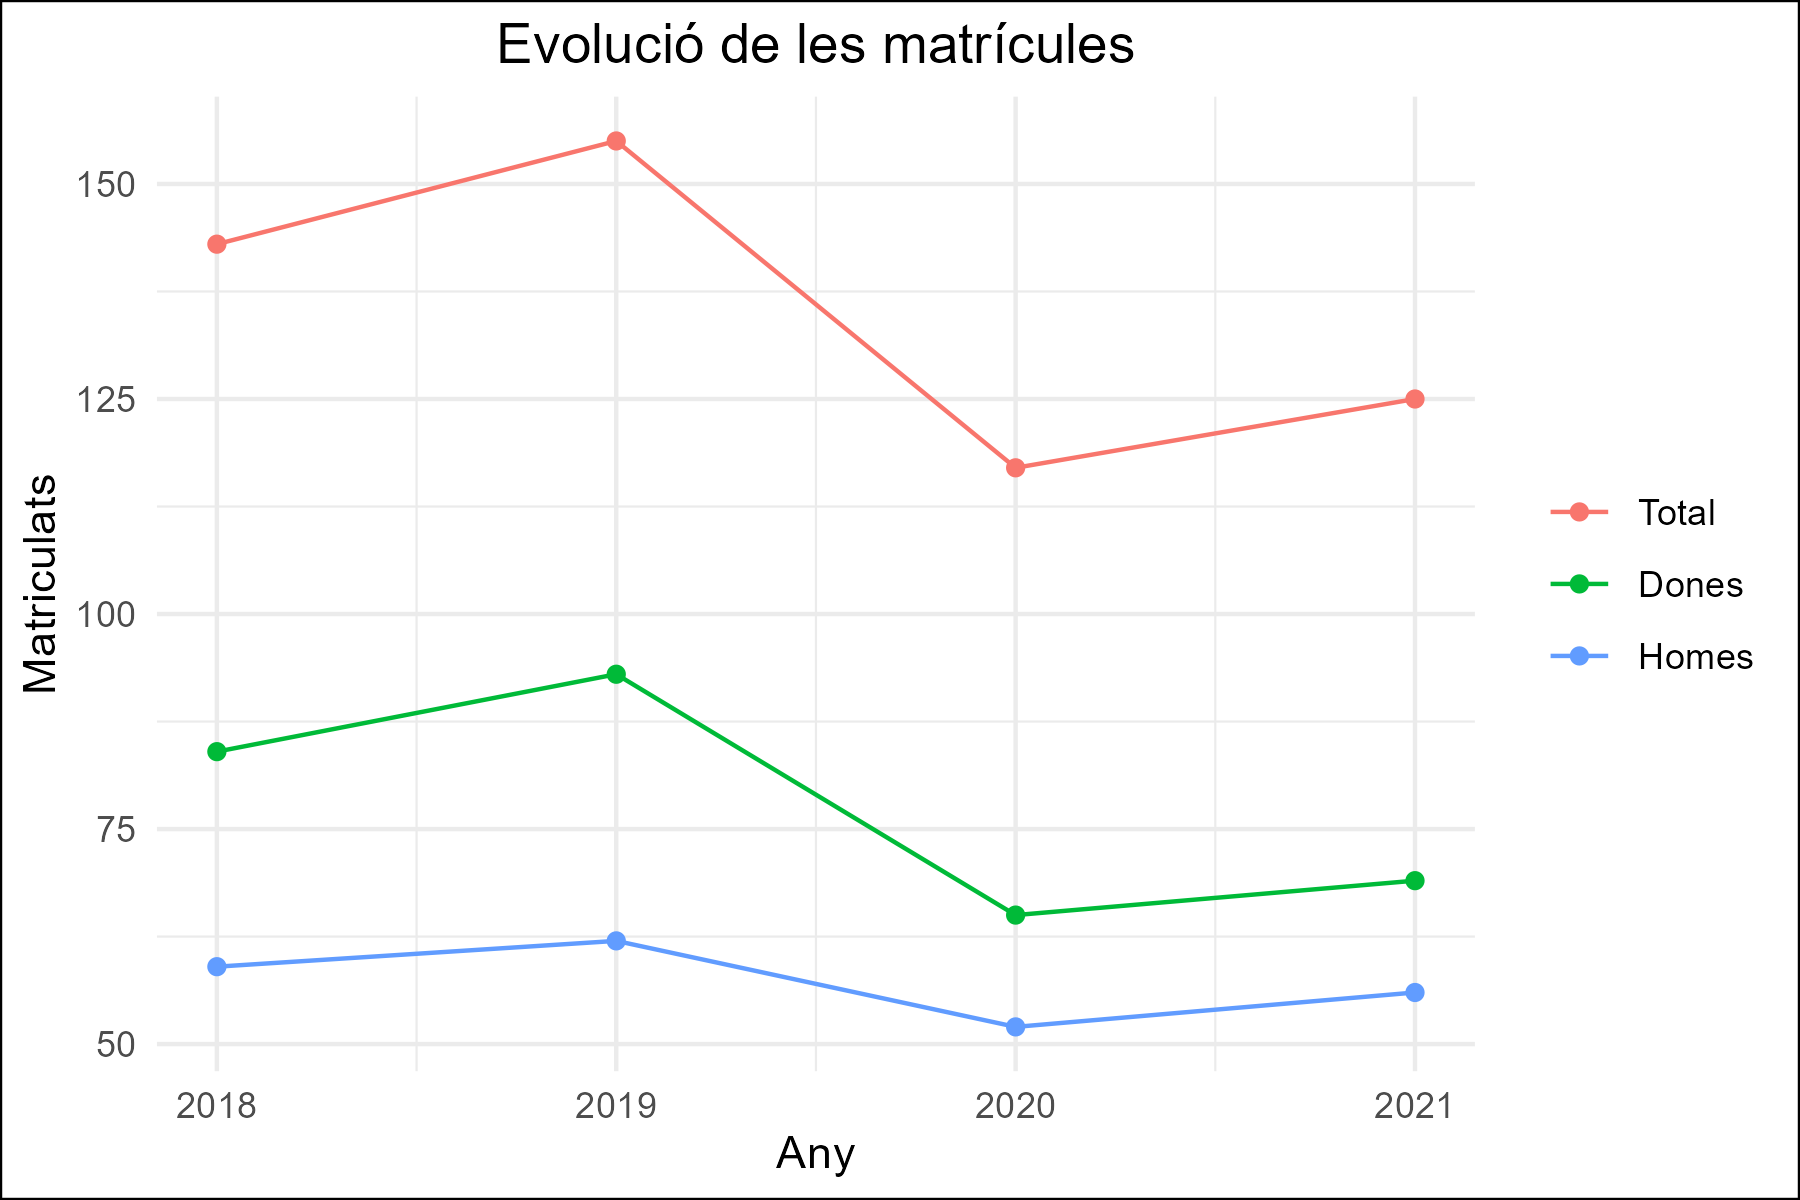 Evolució de les matrícules
150
125
100
75
50
Matriculats
2018 2019 2020 2021
Any
Total
Dones
Homes